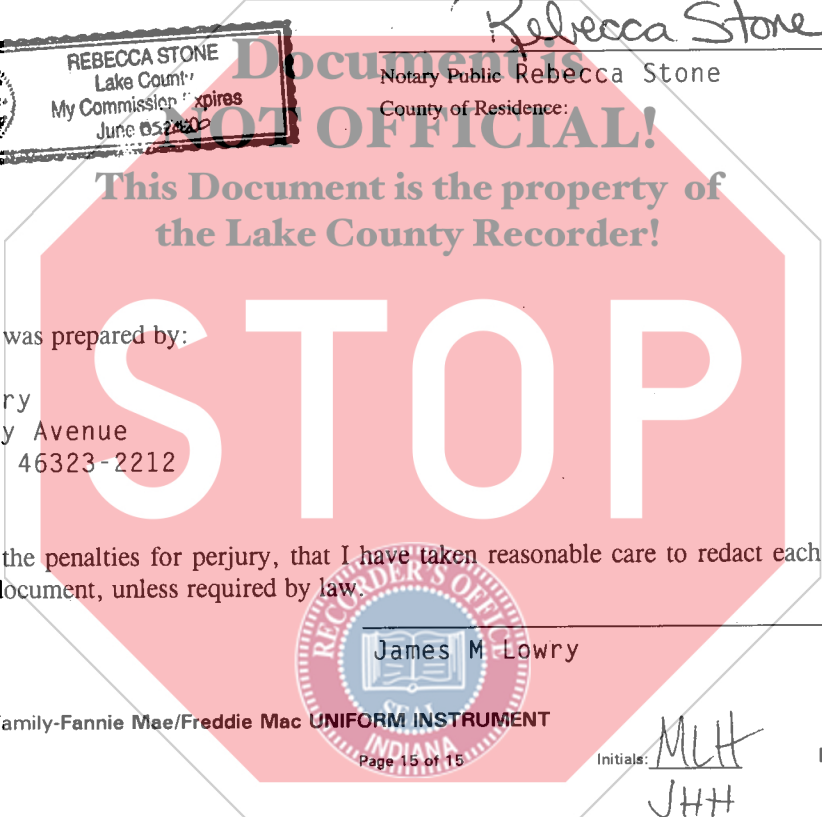 Rebecca Stone
REBECCA STONE
Lake County
My Commission Expires
June
Notary Public Rebecca Stone
County of Residence:
Document is
NOT OFFICIAL!
This Document is the property of
the Lake County Recorder!
STOP
was prepared by:
ry
y Avenue
46323-2212
the penalties for perjury, that I have taken reasonable care to redact each
ocument, unless required by law.
James M Lowry
RECORDER'S OFFICE
SEAL
INDIANA
amily-Fannie Mae/Freddie Mac UNIFORM INSTRUMENT
Page 15 of 15
Initials: MLH
JHH